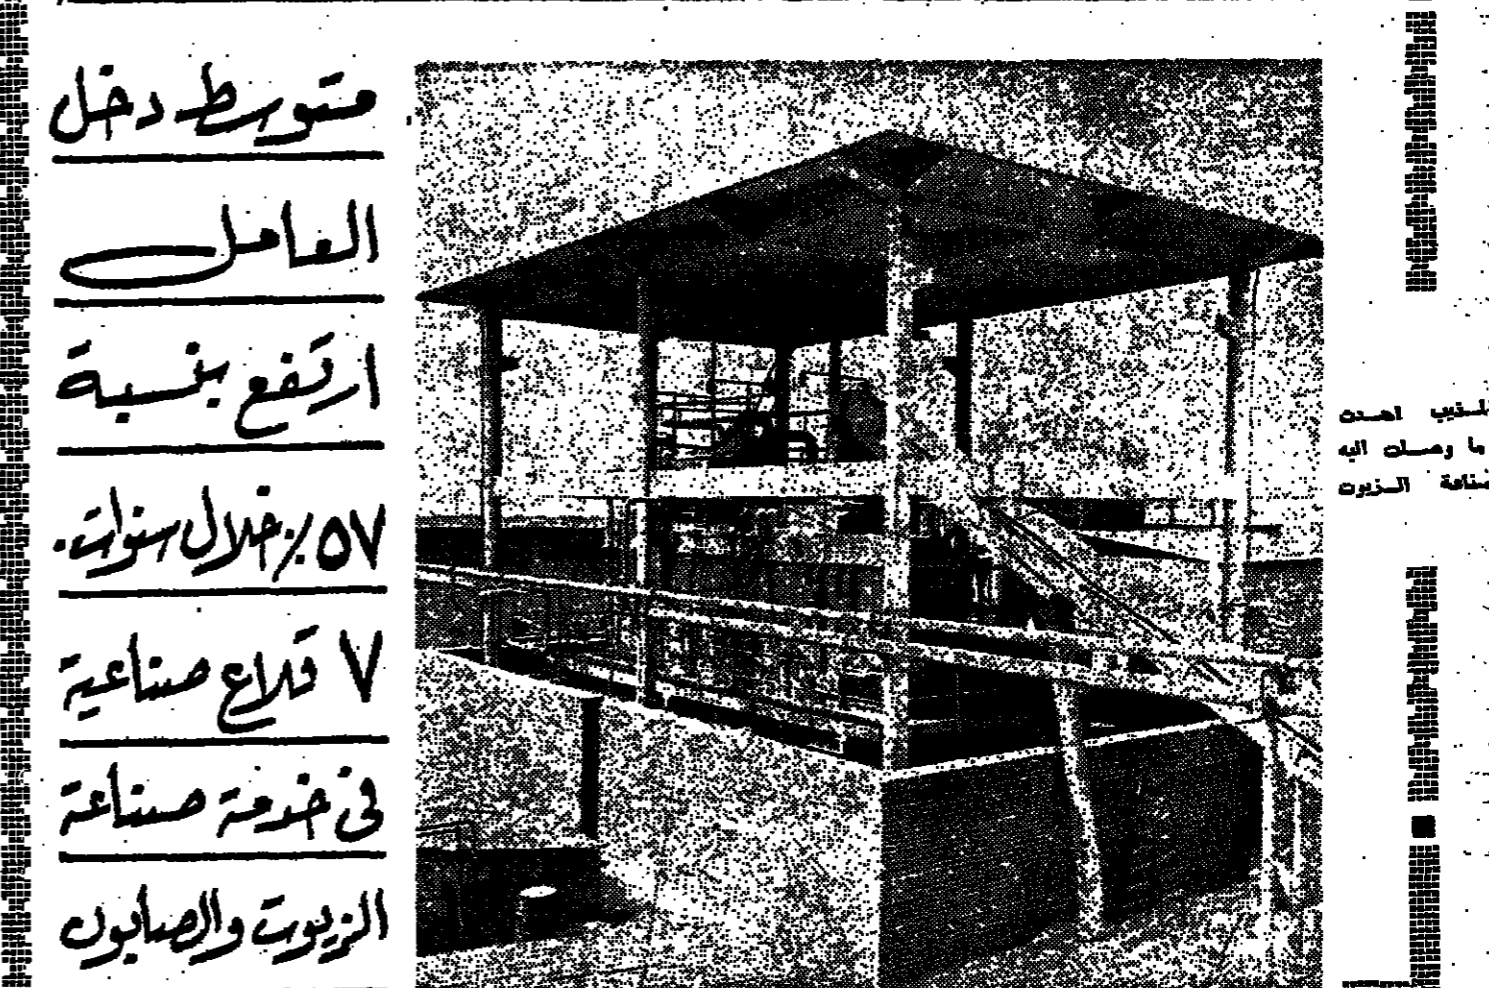 متوسط دخل
العامل
ارتفع بنسبة
٥٧٪ خلال سنوات.
٧ قلاع صناعية
فى خدمة صناعة
الزيوت والصابون
احدث
ما وصلت اليه
صناعة الزيوت